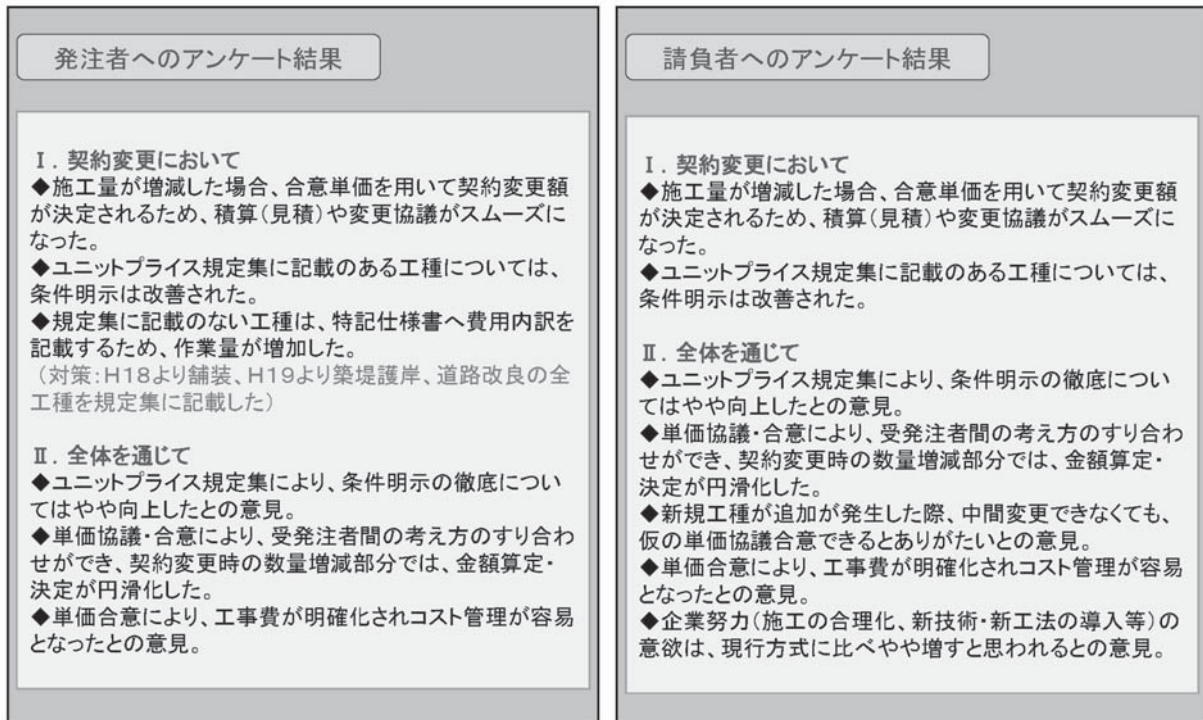 発注者へのアンケート結果
Ⅰ．契約変更において
◆施工量が増減した場合、合意単価を用いて契約変更額
が決定されるため、積算（見積）や変更協議がスムーズに
なった。
◆ユニットプライス規定集に記載のある工種については、
条件明示は改善された。
◆規定集に記載のない工種は、特記仕様書へ費用内訳を
記載するため、作業量が増加した。
（対策：H18より舗装、H19より築堤護岸、道路改良の全
工種を規定集に記載した）
Ⅱ．全体を通じて
◆ユニットプライス規定集により、条件明示の徹底につい
てはやや向上したとの意見。
◆単価協議・合意により、受発注者間の考え方のすり合わ
せができ、契約変更時の数量増減部分では、金額算定・
決定が円滑化した。
◆単価合意により、工事費が明確化されコスト管理が容易
となったとの意見。
請負者へのアンケート結果
Ⅰ．契約変更において
◆施工量が増減した場合、合意単価を用いて契約変更額
が決定されるため、積算（見積）や変更協議がスムーズに
なった。
◆ユニットプライス規定集に記載のある工種については、
条件明示は改善された。
Ⅱ．全体を通じて
◆ユニットプライス規定集により、条件明示の徹底につい
てはやや向上したとの意見。
◆単価協議・合意により、受発注者間の考え方のすり合わ
せができ、契約変更時の数量増減部分では、金額算定・
決定が円滑化した。
◆新規工種が追加が発生した際、中間変更できなくても、
仮の単価協議合意できるとありがたいとの意見。
◆単価合意により、工事費が明確化されコスト管理が容易
となったとの意見。
◆企業努力（施工の合理化、新技術・新工法の導入等）の
意欲は、現行方式に比べやや増すと思われるとの意見。